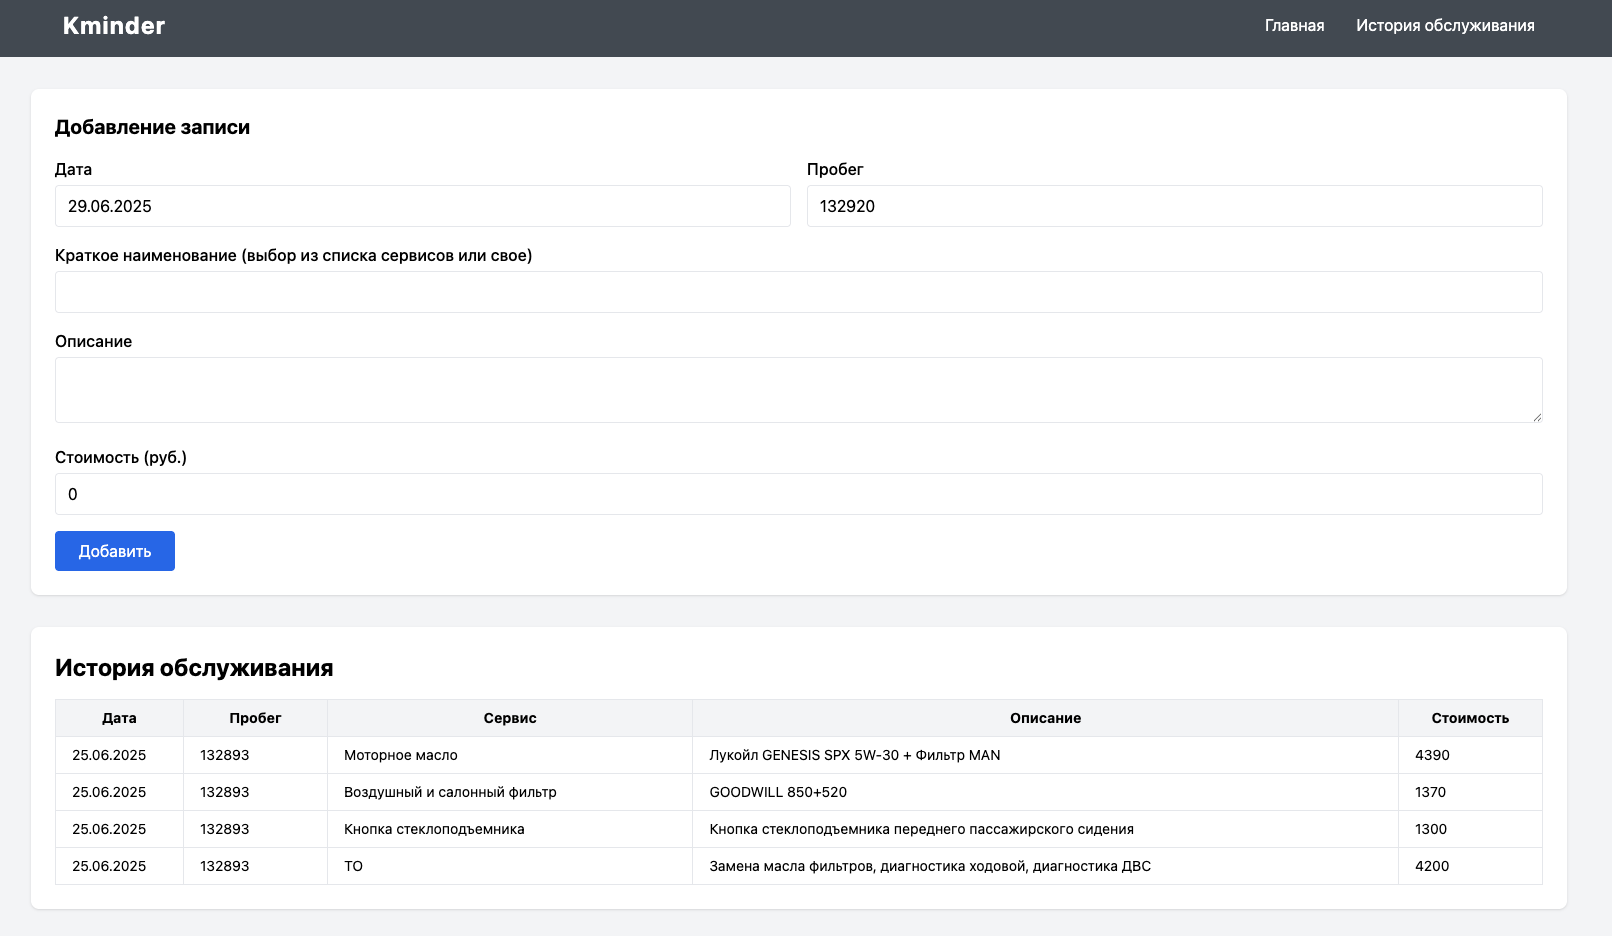 Kminder
Главная История обслуживания
Добавление записи
Дата Пробег
29.06.2025 132920
Краткое наименование (выбор из списка сервисов или свое)
Описание
Стоимость (руб.)
0
Добавить
История обслуживания
Дата Пробег Сервис Описание Стоимость
25.06.2025 132893 Моторное масло Лукойл GENESIS SPX 5W-30 + Фильтр MAN 4390
25.06.2025 132893 Воздушный и салонный фильтр GOODWILL 850+520 1370
25.06.2025 132893 Кнопка стеклоподъемника Кнопка стеклоподъемника переднего пассажирского сидения 1300
25.06.2025 132893 ТО Замена масла фильтров, диагностика ходовой, диагностика ДВС 4200